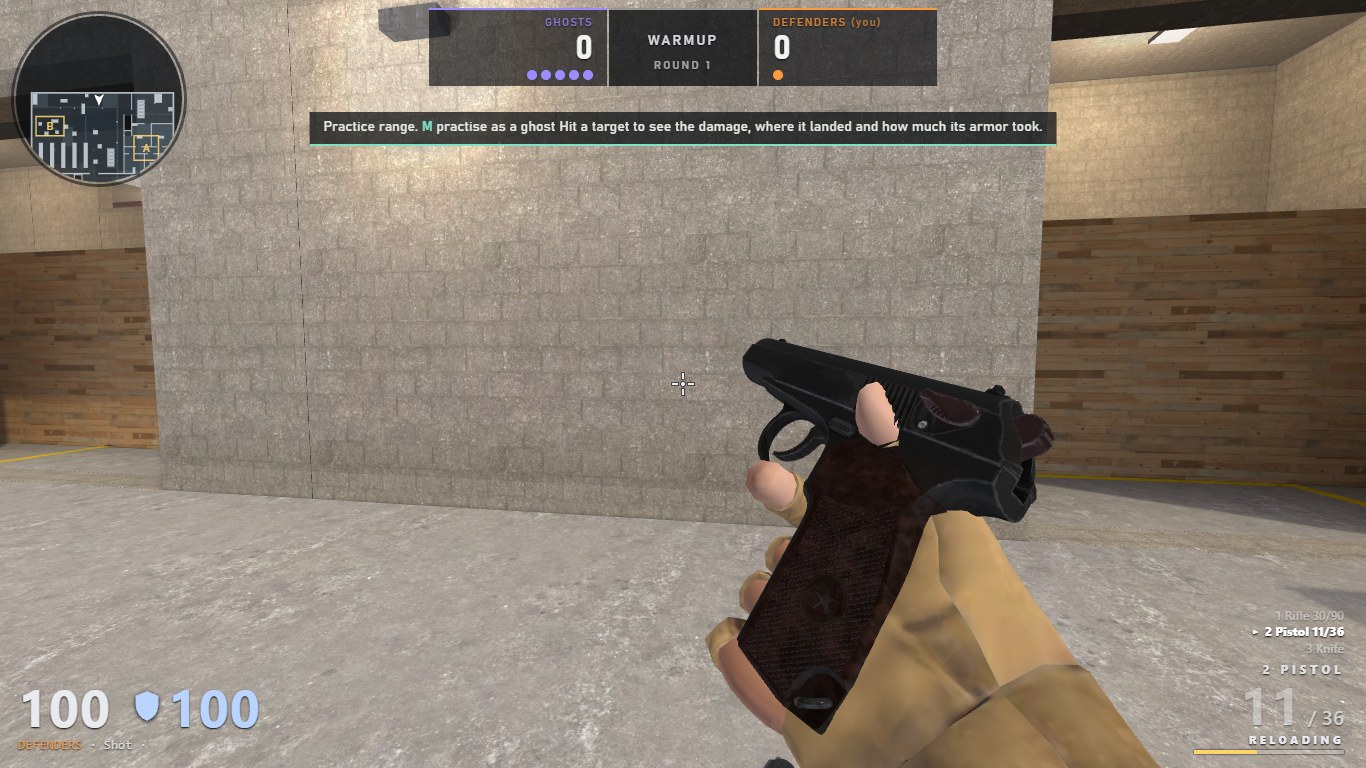 GHOSTS
0
WARMUP
ROUND 1
DEFENDERS (you)
0
Practice range. M practise as a ghost Hit a target to see the damage, where it landed and how much its armor took.
B
A
1 Rifle 30/90
▸ 2 Pistol 11/36
3 Knife
2 PISTOL
11 / 36
RELOADING
100 100
DEFENDERS · Shot ·